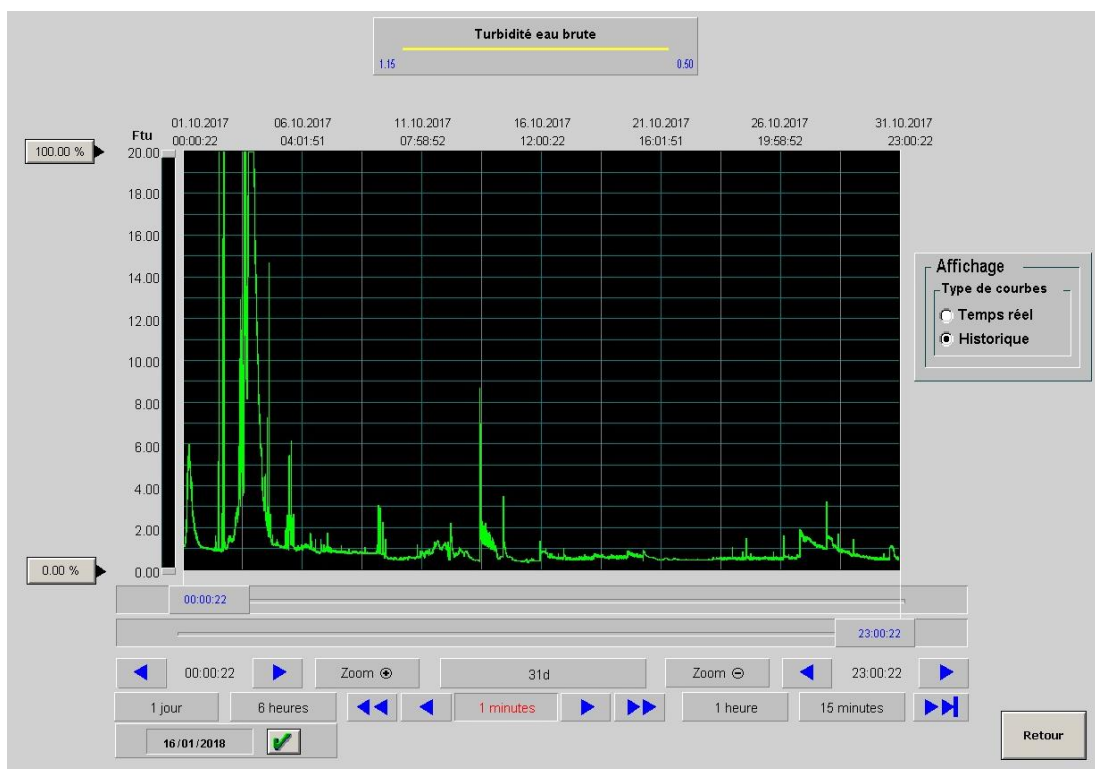 Turbidité eau brute
1.15 0.50
01.10.2017 06.10.2017 11.10.2017 16.10.2017 21.10.2017 26.10.2017 31.10.2017
Ftu 00:00:22 04:01:51 07:58:52 12:00:22 16:01:51 19:58:52 23:00:22
100.00 % 20.00
18.00
16.00
14.00
12.00
10.00
8.00
6.00
4.00
2.00
0.00 % 0.00
Affichage
Type de courbes
Temps réel
Historique
00:00:22
23:00:22
00:00:22 Zoom 31d Zoom 23:00:22
1 jour 6 heures 1 minutes 1 heure 15 minutes
16/01/2018
Retour